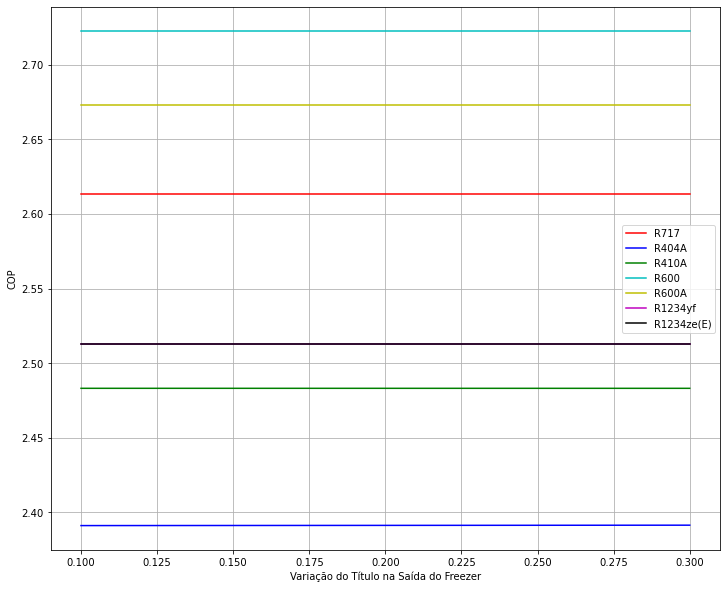 2.70
2.65
2.60
2.55
2.50
2.45
2.40
COP
R717
R404A
R410A
R600
R600A
R1234yf
R1234ze(E)
0.100 0.125 0.150 0.175 0.200 0.225 0.250 0.275 0.300
Variação do Título na Saída do Freezer